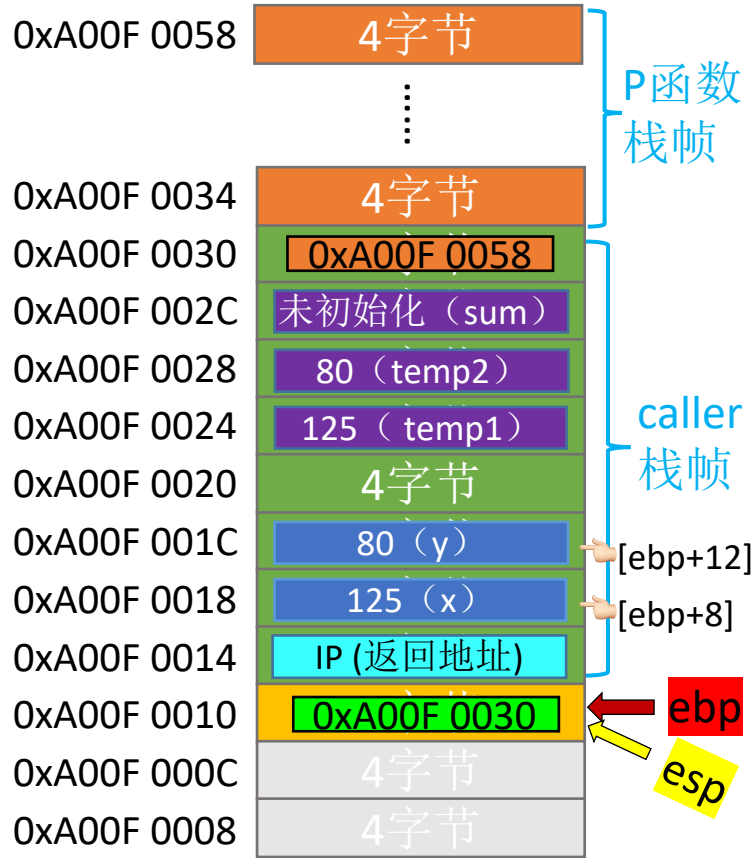 0xA00F 0058 4字节
P函数
栈帧
……
0xA00F 0034 4字节
0xA00F 0030 0xA00F 0058
0xA00F 002C 未初始化（sum）
0xA00F 0028 80（temp2）
0xA00F 0024 125（ temp1）
caller
栈帧
0xA00F 0020 4字节
0xA00F 001C 80（y） [ebp+12]
0xA00F 0018 125（x） [ebp+8]
0xA00F 0014 IP (返回地址)
0xA00F 0010 0xA00F 0030 ebp
esp
0xA00F 000C 4字节
0xA00F 0008 4字节